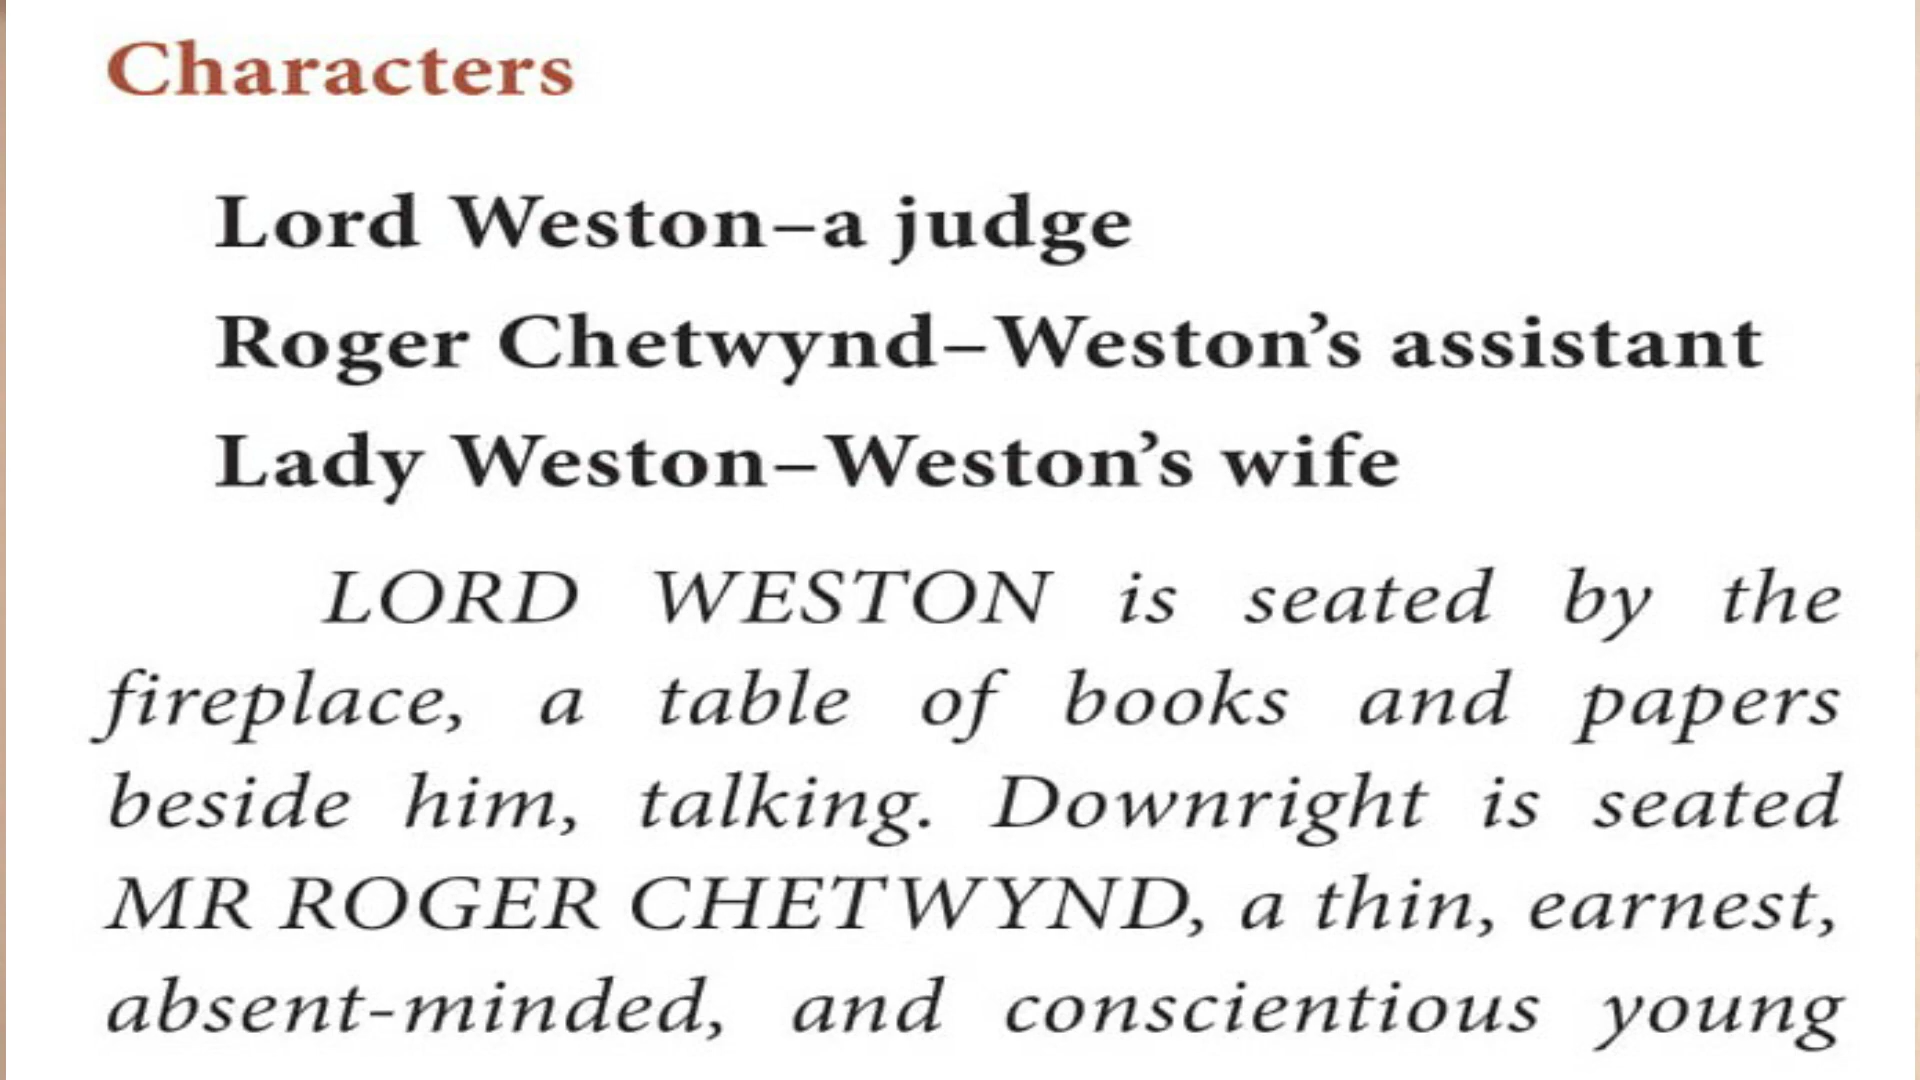 Characters
Lord Weston–a judge
Roger Chetwynd–Weston’s assistant
Lady Weston–Weston’s wife
LORD WESTON is seated by the
fireplace, a table of books and papers
beside him, talking. Downright is seated
MR ROGER CHETWYND, a thin, earnest,
absent-minded, and conscientious young